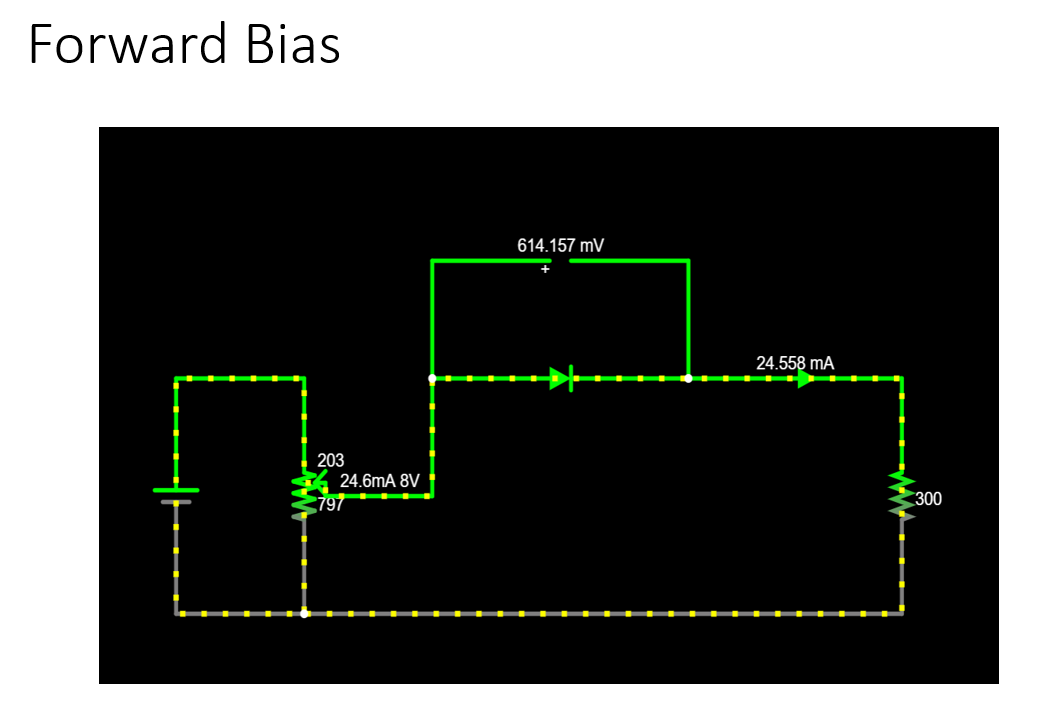 Forward Bias
614.157 mV
+
24.558 mA
203
24.6mA 8V
797
300